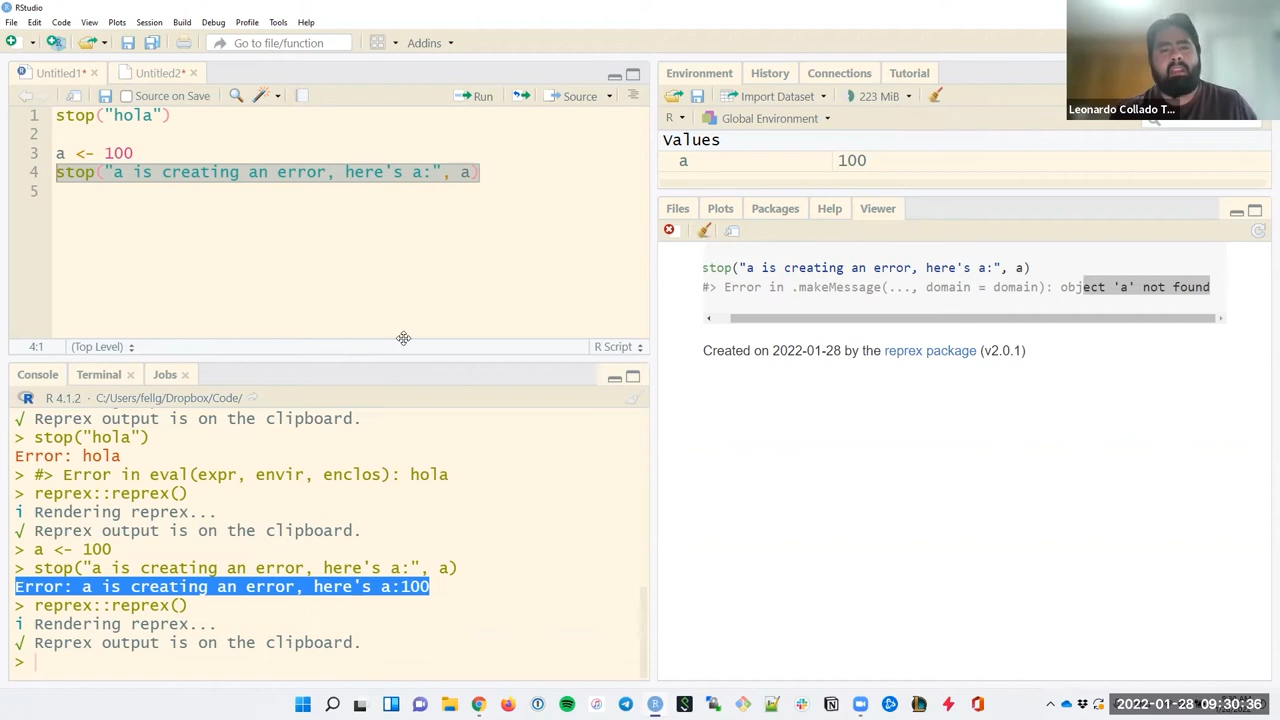 RStudio
File Edit Code View Plots Session Build Debug Profile Tools Help
Go to file/function Addins
Untitled1* Untitled2*
Source on Save Run Source
1 stop("hola")
2
3 a <- 100
4 stop("a is creating an error, here's a:", a)
5
4:1 (Top Level) R Script
Console Terminal Jobs
R 4.1.2 · C:/Users/fellg/Dropbox/Code/
√ Reprex output is on the clipboard.
> stop("hola")
Error: hola
> #> Error in eval(expr, envir, enclos): hola
> reprex::reprex()
i Rendering reprex...
√ Reprex output is on the clipboard.
> a <- 100
> stop("a is creating an error, here's a:", a)
Error: a is creating an error, here's a:100
> reprex::reprex()
i Rendering reprex...
√ Reprex output is on the clipboard.
>
Environment History Connections Tutorial
Import Dataset 223 MiB
R Global Environment
Values
a 100
Files Plots Packages Help Viewer
stop("a is creating an error, here's a:", a)
#> Error in .makeMessage(..., domain = domain): object 'a' not found
Created on 2022-01-28 by the reprex package (v2.0.1)
Leonardo Collado T...
2022-01-28 09:30:36